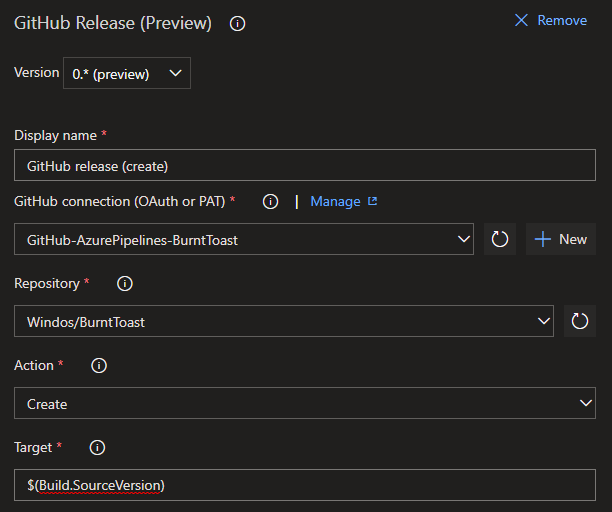 GitHub Release (Preview) Remove
Version 0.* (preview)
Display name *
GitHub release (create)
GitHub connection (OAuth or PAT) * | Manage
GitHub-AzurePipelines-BurntToast New
Repository *
Windos/BurntToast
Action *
Create
Target *
$(Build.SourceVersion)